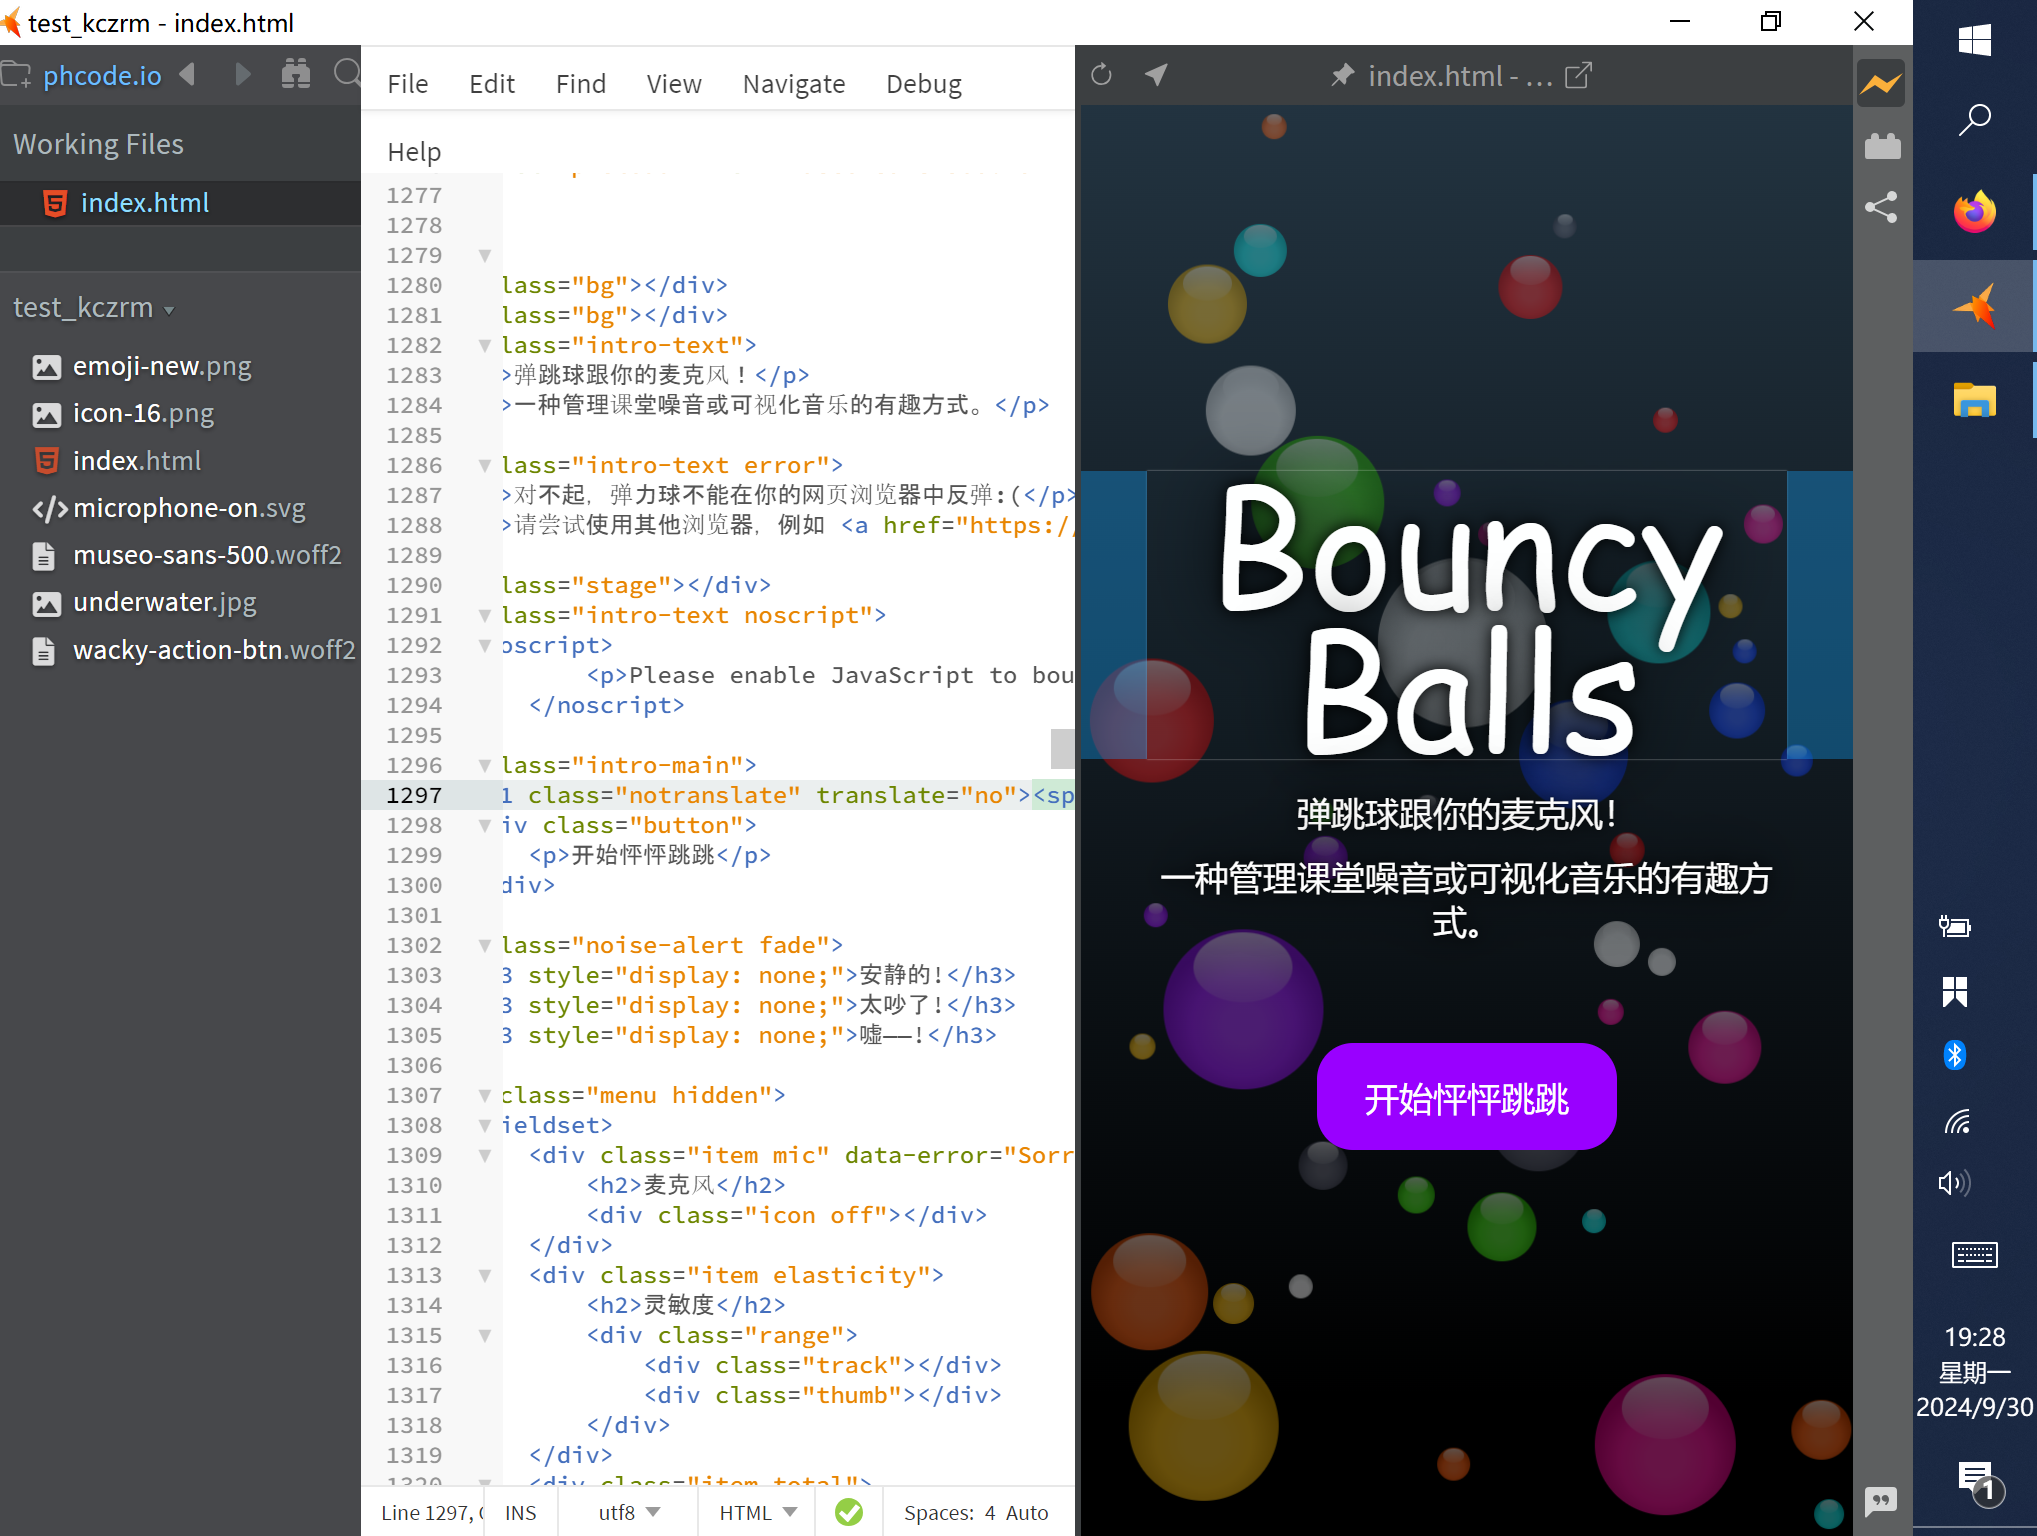 test_kczrm - index.html
phcode.io
Working Files
index.html
test_kczrm
emoji-new.png
icon-16.png
index.html
microphone-on.svg
museo-sans-500.woff2
underwater.jpg
wacky-action-btn.woff2
File Edit Find View Navigate Debug
Help
1277
1278
1279
1280 lass="bg"></div>
1281 lass="bg"></div>
1282 lass="intro-text">
1283 >弹跳球跟你的麦克风！</p>
1284 >一种管理课堂噪音或可视化音乐的有趣方式。</p>
1285
1286 lass="intro-text error">
1287 >对不起，弹力球不能在你的网页浏览器中反弹:(</p>
1288 >请尝试使用其他浏览器，例如 <a href="https:/
1289
1290 lass="stage"></div>
1291 lass="intro-text noscript">
1292 oscript>
1293 <p>Please enable JavaScript to bou
1294 </noscript>
1295
1296 lass="intro-main">
1297 1 class="notranslate" translate="no"><sp
1298 iv class="button">
1299 <p>开始怦怦跳跳</p>
1300 div>
1301
1302 lass="noise-alert fade">
1303 3 style="display: none;">安静的!</h3>
1304 3 style="display: none;">太吵了!</h3>
1305 3 style="display: none;">嘘——!</h3>
1306
1307 class="menu hidden">
1308 ieldset>
1309 <div class="item mic" data-error="Sorr
1310 <h2>麦克风</h2>
1311 <div class="icon off"></div>
1312 </div>
1313 <div class="item elasticity">
1314 <h2>灵敏度</h2>
1315 <div class="range">
1316 <div class="track"></div>
1317 <div class="thumb"></div>
1318 </div>
1319 </div>
1320 <div class="item total">
Line 1297, INS utf8 HTML Spaces: 4 Auto
index.html - ...
Bouncy
Balls
弹跳球跟你的麦克风！
一种管理课堂噪音或可视化音乐的有趣方
式。
开始怦怦跳跳
19:28
星期一
2024/9/30
1